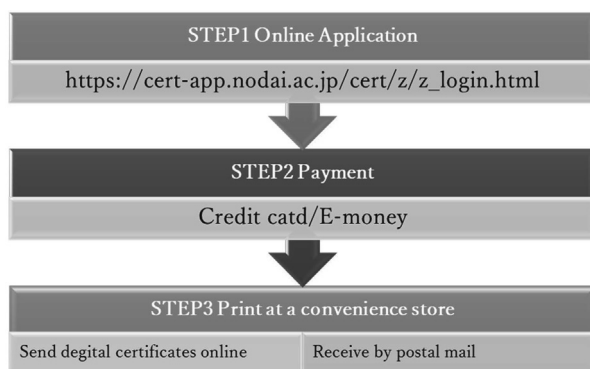 STEP1 Online Application
https://cert-app.nodai.ac.jp/cert/z/z_login.html
STEP2 Payment
Credit catd/E-money
STEP3 Print at a convenience store
Send degital certificates online
Receive by postal mail